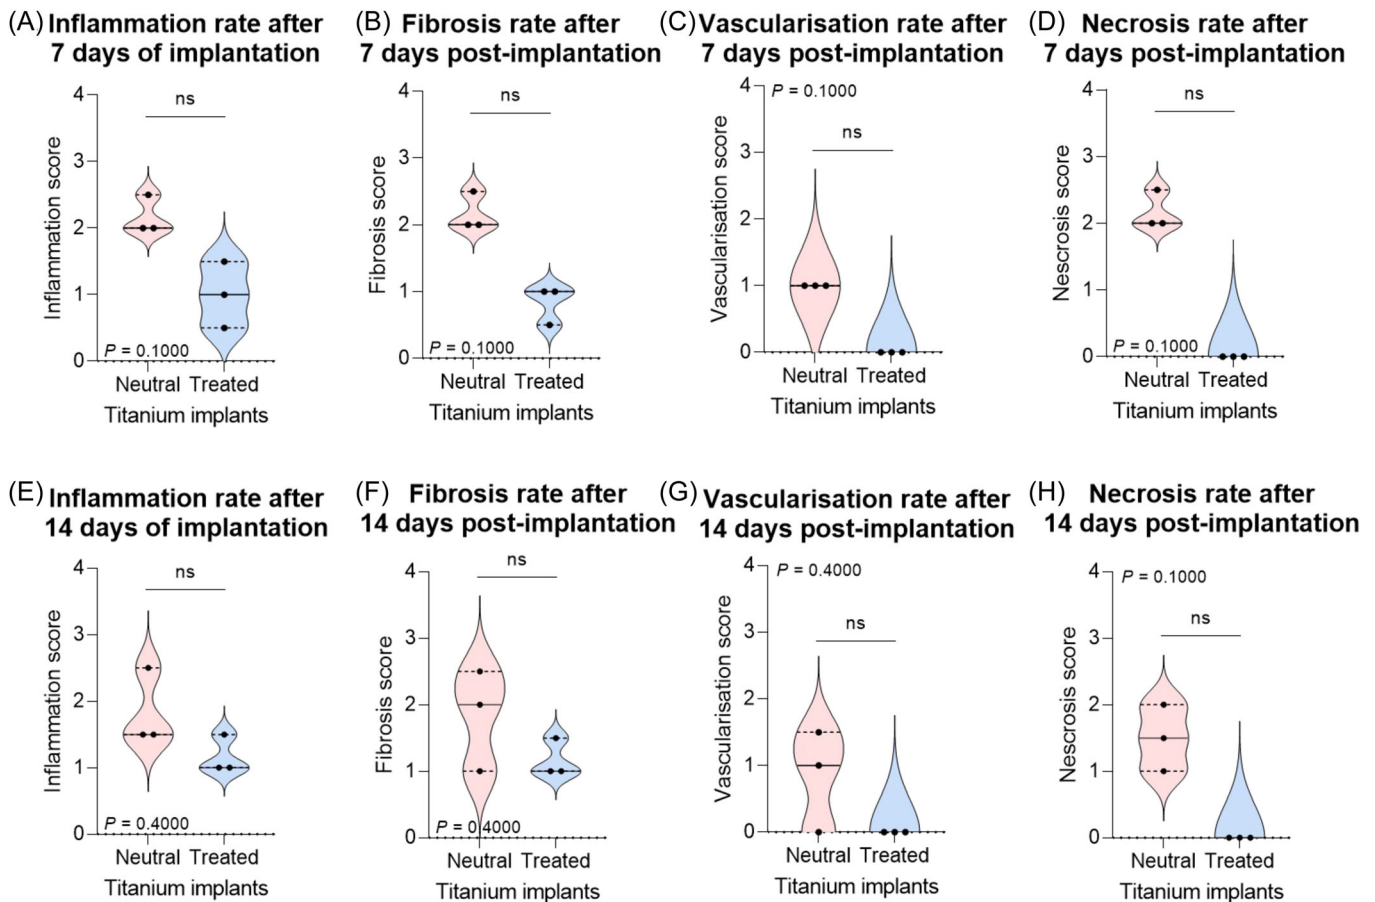 (A) Inflammation rate after
7 days of implantation
4
3
2
1
0
Inflammation score
ns
P = 0.1000
Neutral Treated
Titanium implants
(B) Fibrosis rate after
7 days post-implantation
4
3
2
1
0
Fibrosis score
ns
P = 0.1000
Neutral Treated
Titanium implants
(C) Vascularisation rate after
7 days post-implantation
4
3
2
1
0
Vascularisation score
P = 0.1000
ns
Neutral Treated
Titanium implants
(D) Necrosis rate after
7 days post-implantation
4
3
2
1
0
Nescrosis score
ns
P = 0.1000
Neutral Treated
Titanium implants
(E) Inflammation rate after
14 days of implantation
4
3
2
1
0
Inflammation score
ns
P = 0.4000
Neutral Treated
Titanium implants
(F) Fibrosis rate after
14 days post-implantation
4
3
2
1
0
Fibrosis score
ns
P = 0.4000
Neutral Treated
Titanium implants
(G) Vascularisation rate after
14 days post-implantation
4
3
2
1
0
Vascularisation score
P = 0.4000
ns
Neutral Treated
Titanium implants
(H) Necrosis rate after
14 days post-implantation
4
3
2
1
0
Nescrosis score
P = 0.1000
ns
Neutral Treated
Titanium implants